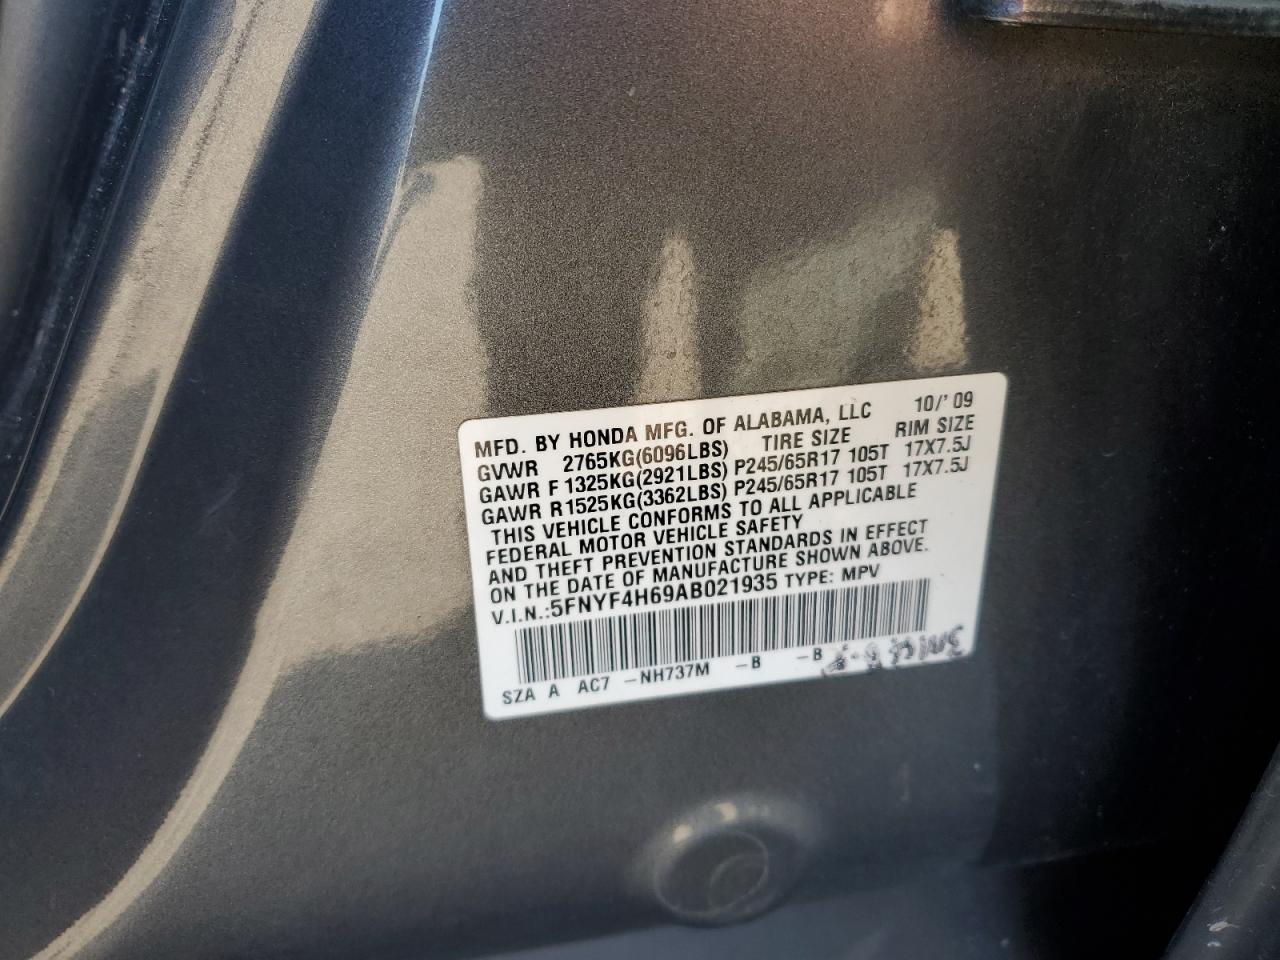 MFD. BY HONDA MFG. OF ALABAMA, LLC 10/'09
GVWR 2765KG(6096LBS) TIRE SIZE RIM SIZE
GAWR F 1325KG(2921LBS) P245/65R17 105T 17X7.5J
GAWR R 1525KG(3362LBS) P245/65R17 105T 17X7.5J
THIS VEHICLE CONFORMS TO ALL APPLICABLE
FEDERAL MOTOR VEHICLE SAFETY
AND THEFT PREVENTION STANDARDS IN EFFECT
ON THE DATE OF MANUFACTURE SHOWN ABOVE.
V.I.N.:5FNYF4H69AB021935 TYPE: MPV
SZA A AC7 -NH737M -B -B